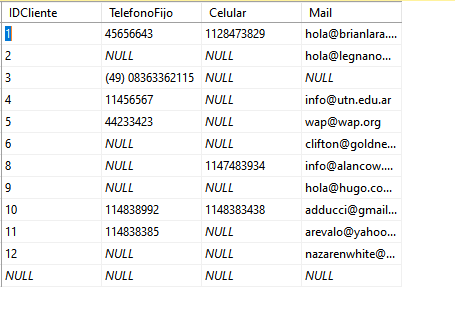 IDCliente TelefonoFijo Celular Mail
1 45656643 1128473829 hola@brianlara....
2 NULL NULL hola@legnano...
3 (49) 08363362115 NULL NULL
4 11456567 NULL info@utn.edu.ar
5 44233423 NULL wap@wap.org
6 NULL NULL clifton@goldne...
8 NULL 1147483934 info@alancow....
9 NULL NULL hola@hugo.co...
10 114838992 1148383438 adducci@gmail...
11 114838385 NULL arevalo@yahoo...
12 NULL NULL nazarenwhite@...
NULL NULL NULL NULL